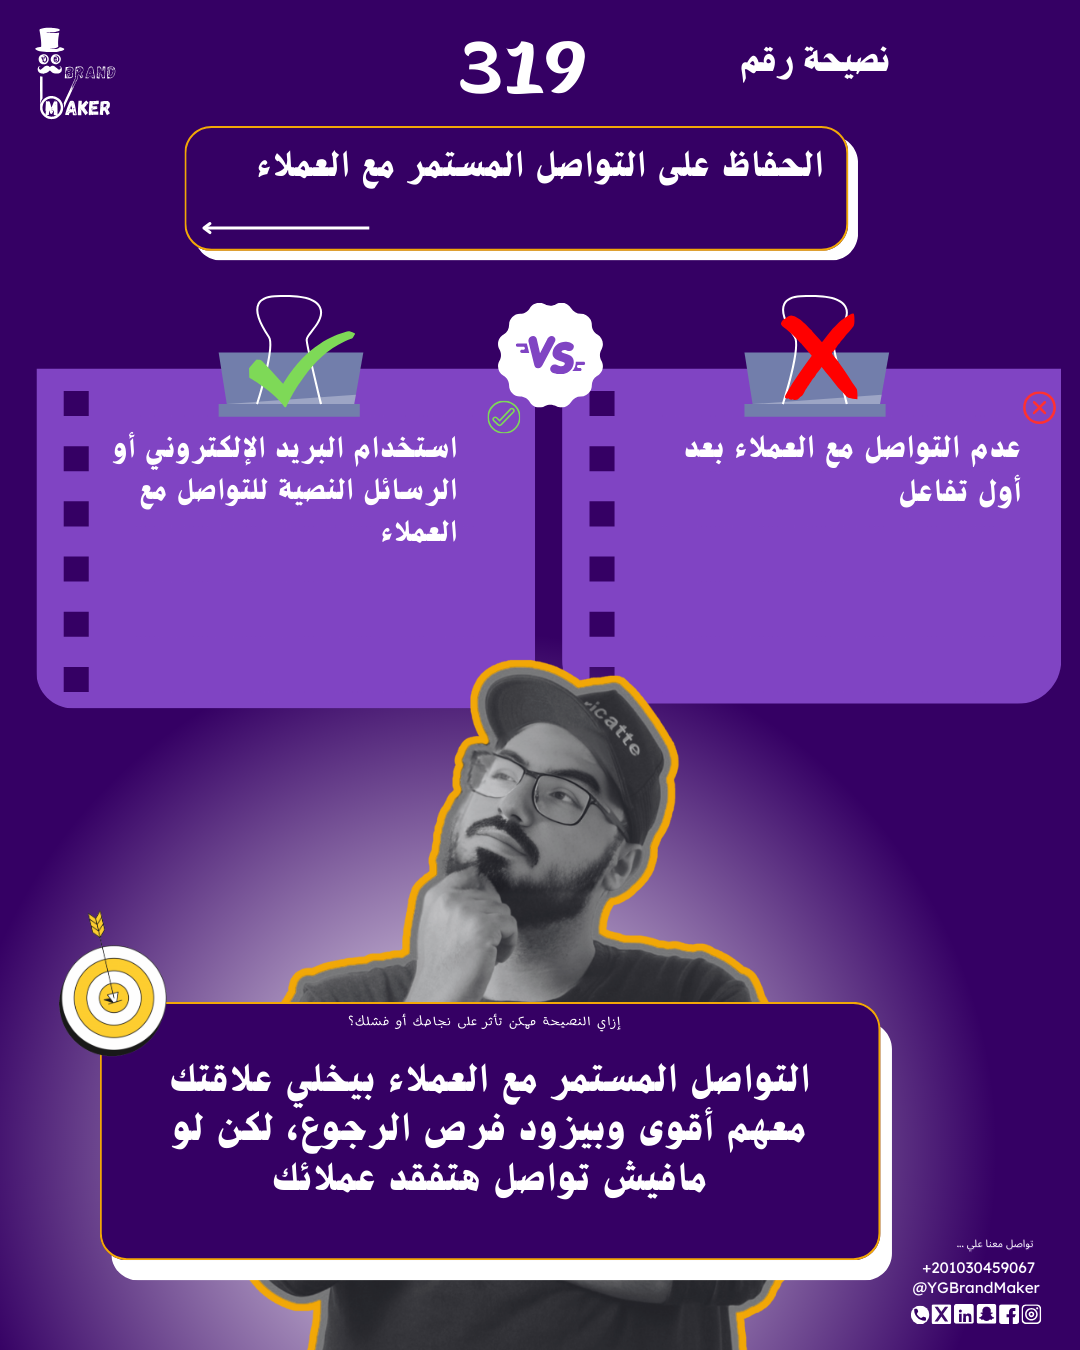 BRAND
MAKER
نصيحة رقم
319
الحفاظ على التواصل المستمر مع العملاء
VS
عدم التواصل مع العملاء بعد
أول تفاعل
استخدام البريد الإلكتروني أو
الرسائل النصية للتواصل مع
العملاء
icatte
إزاي النصيحة ممكن تأثر على نجاحك أو فشلك؟
التواصل المستمر مع العملاء بيخلي علاقتك
معهم أقوى وبيزود فرص الرجوع، لكن لو
مافيش تواصل هتفقد عملائك
تواصل معنا علي ...
+201030459067
@YGBrandMaker